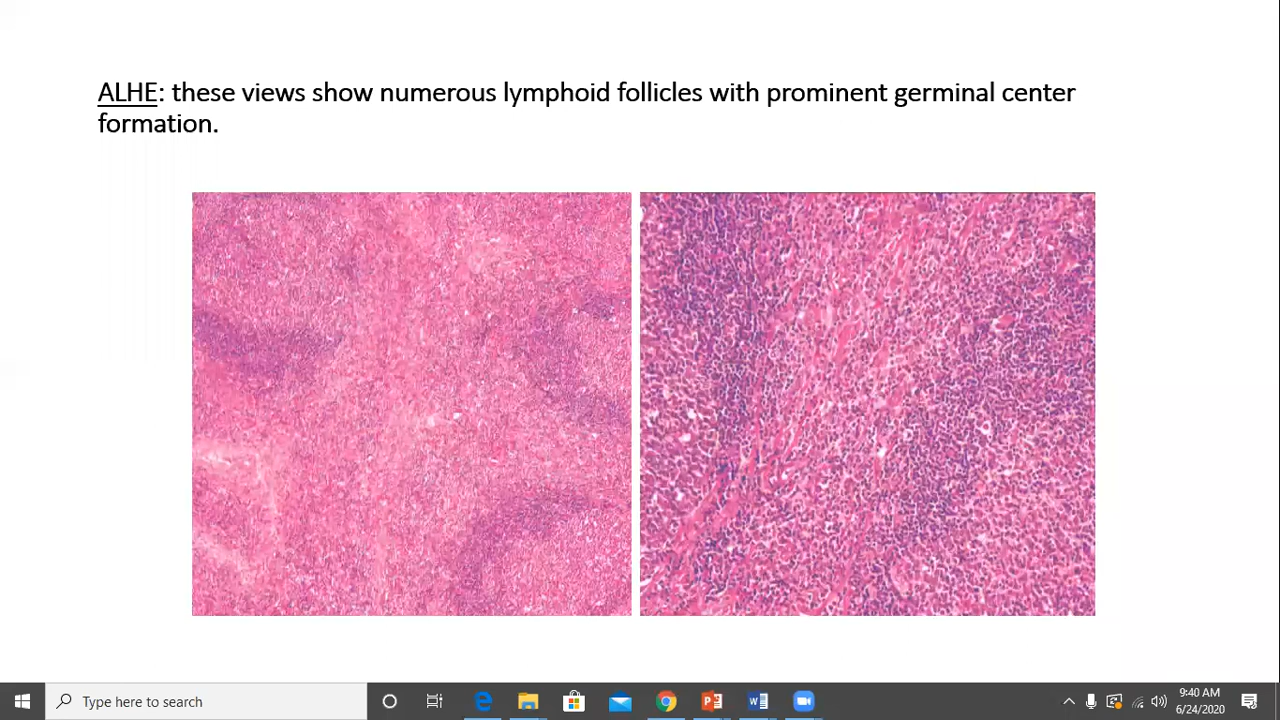 ALHE: these views show numerous lymphoid follicles with prominent germinal center
formation.
Type here to search
9:40 AM
6/24/2020